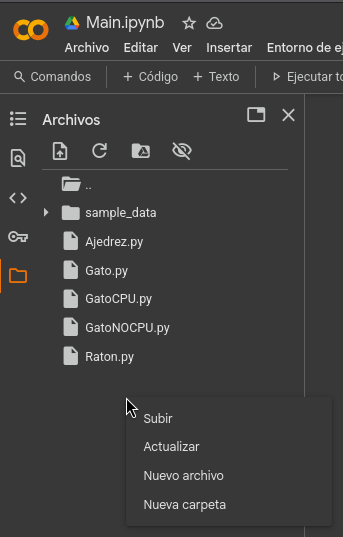 Main.ipynb
Archivo Editar Ver Insertar Entorno de ej
Comandos + Código + Texto Ejecutar to
Archivos
..
sample_data
Ajedrez.py
Gato.py
GatoCPU.py
GatoNOCPU.py
Raton.py
Subir
Actualizar
Nuevo archivo
Nueva carpeta